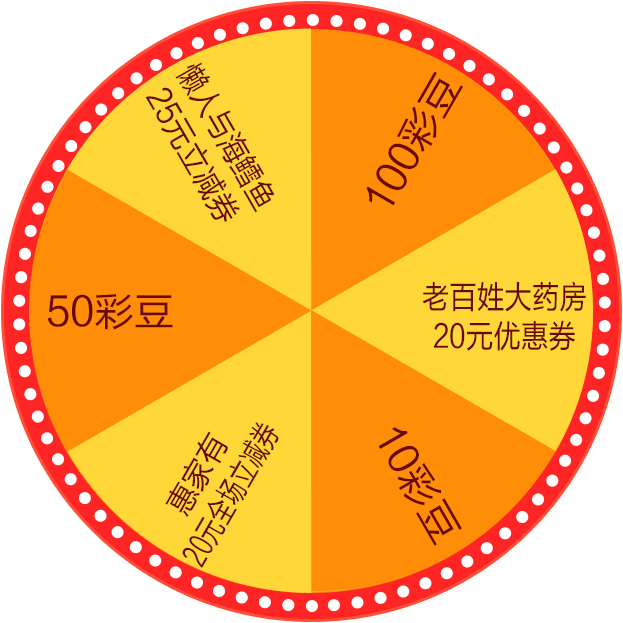 懒人与海鳕鱼
25元立减券
100彩豆
50彩豆
老百姓大药房
20元优惠券
惠家有
20元全场立减券
10彩豆